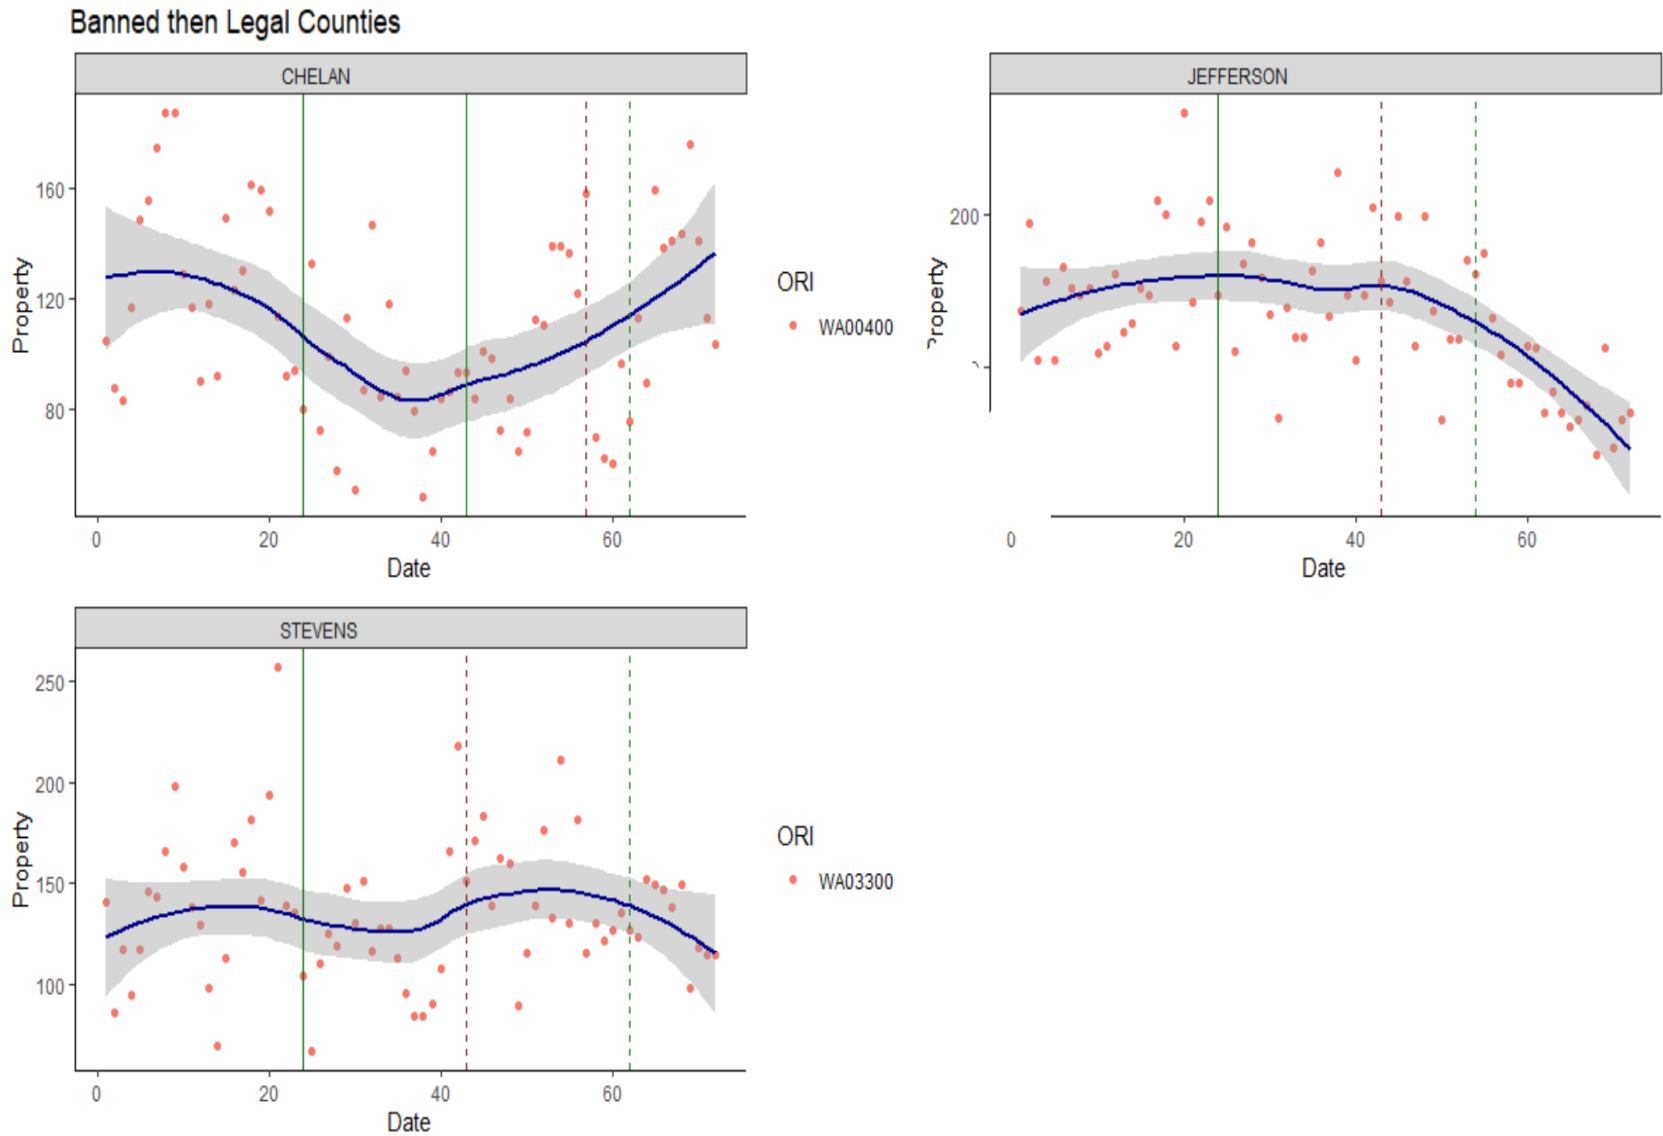 Banned then Legal Counties
CHELAN
Property
160
120
80
0 20 40 60
Date
ORI
WA00400
JEFFERSON
Property
200
0 20 40 60
Date
STEVENS
Property
250
200
150
100
0 20 40 60
Date
ORI
WA03300